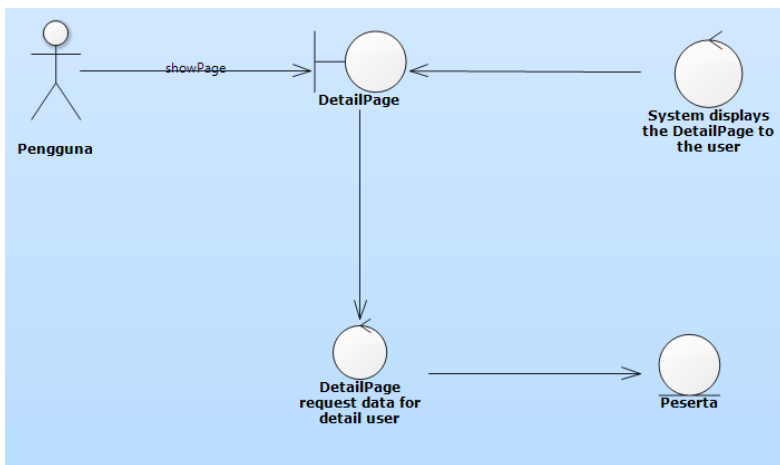 showPage
DetailPage
Pengguna
System displays
the DetailPage to
the user
DetailPage
request data for
detail user
Peserta